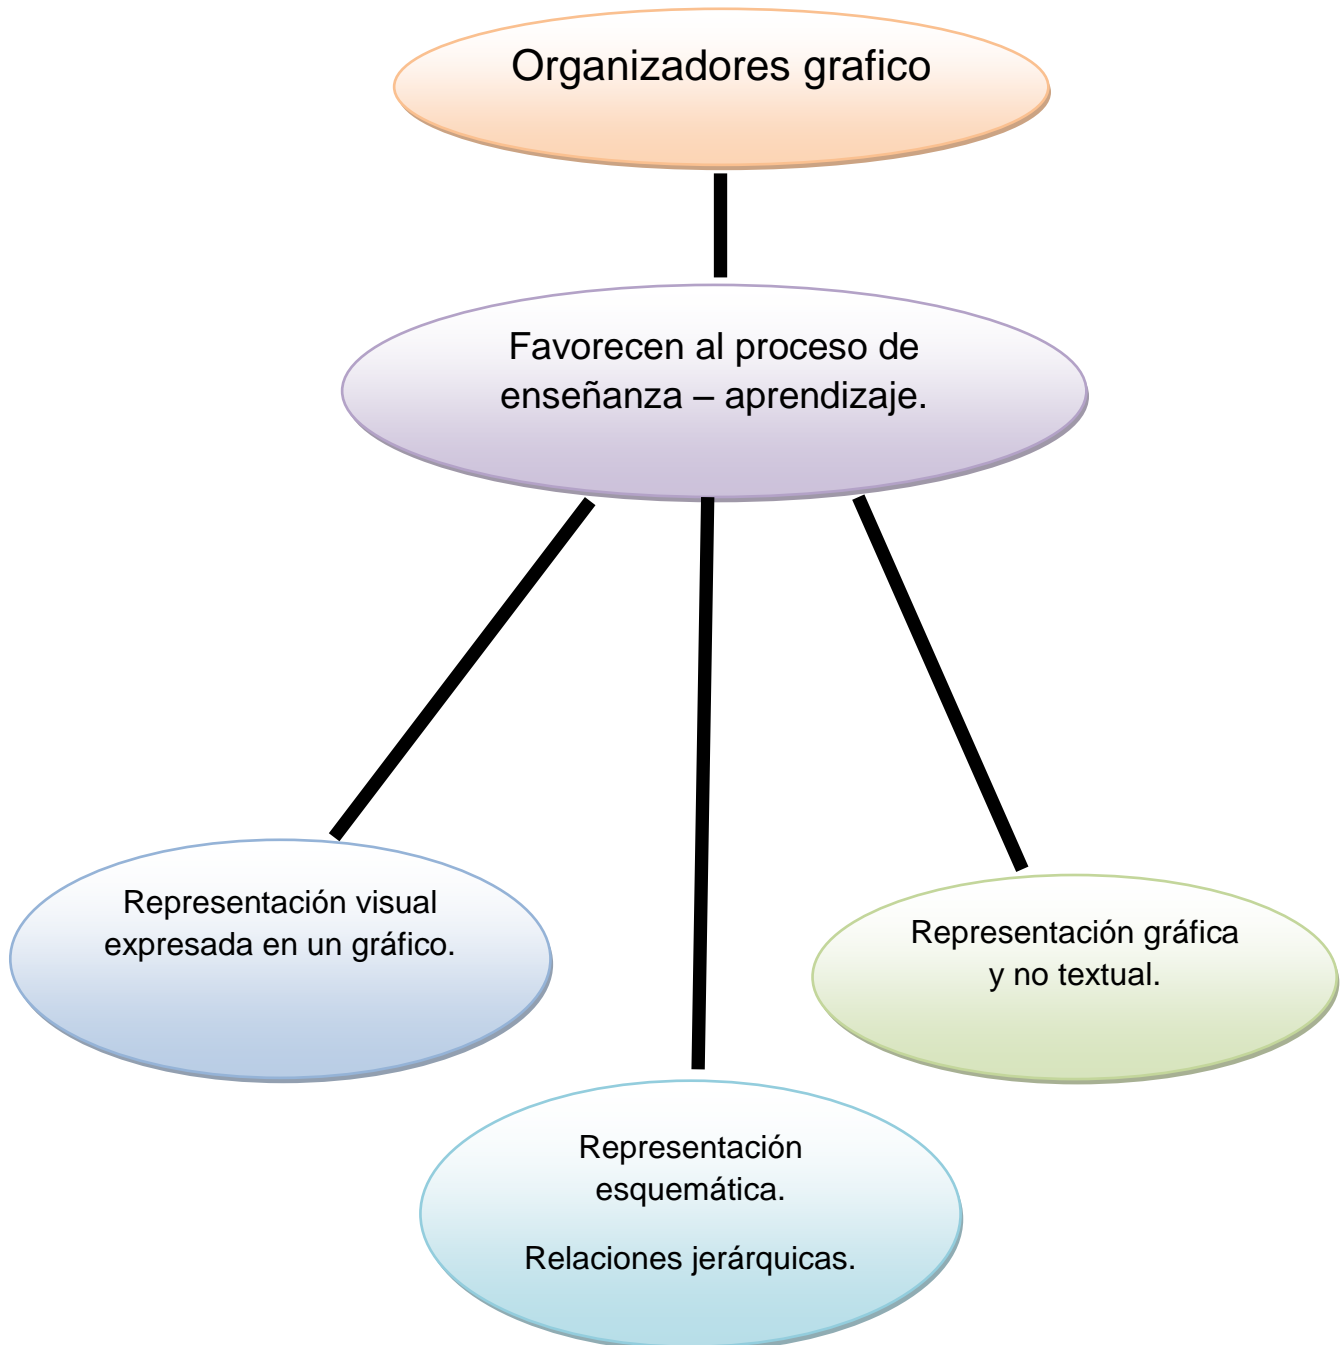 Organizadores grafico
Favorecen al proceso de
enseñanza – aprendizaje.
Representación visual
expresada en un gráfico.
Representación gráfica
y no textual.
Representación
esquemática.
Relaciones jerárquicas.